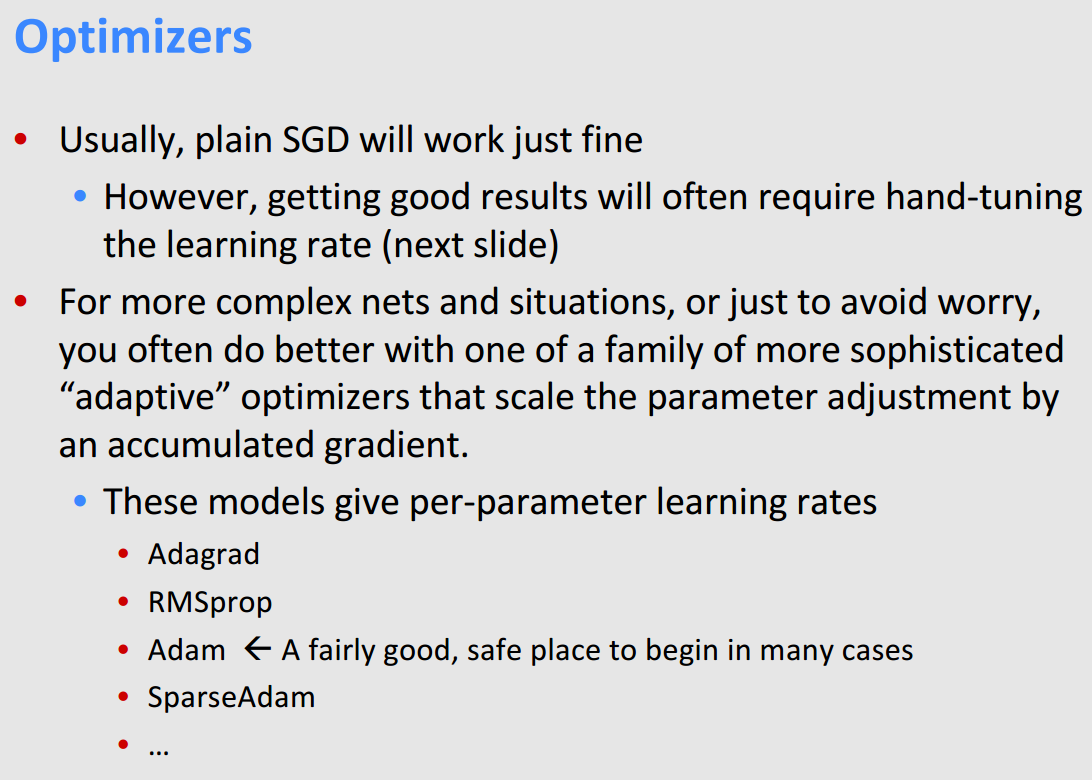 Optimizers
• Usually, plain SGD will work just fine
• However, getting good results will often require hand-tuning
the learning rate (next slide)
• For more complex nets and situations, or just to avoid worry,
you often do better with one of a family of more sophisticated
“adaptive” optimizers that scale the parameter adjustment by
an accumulated gradient.
• These models give per-parameter learning rates
• Adagrad
• RMSprop
• Adam ← A fairly good, safe place to begin in many cases
• SparseAdam
• …